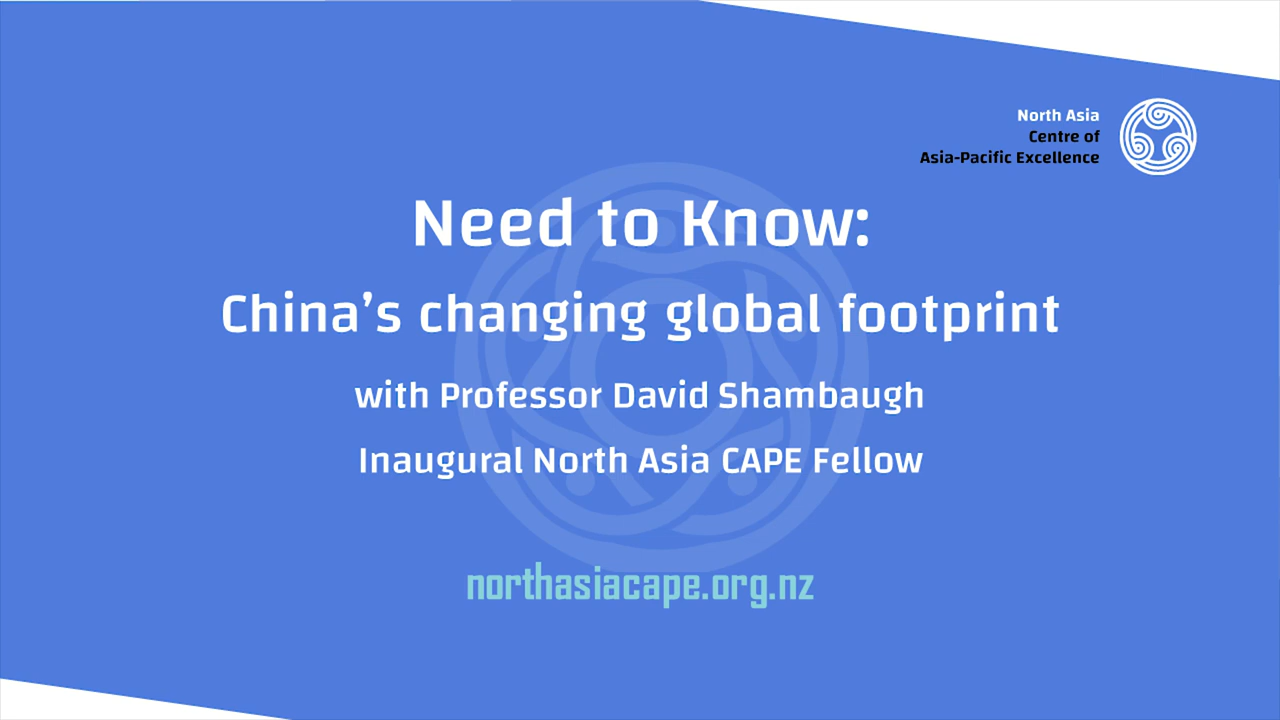 North Asia
Centre of
Asia-Pacific Excellence
Need to Know:
China’s changing global footprint
with Professor David Shambaugh
Inaugural North Asia CAPE Fellow
northasiacape.org.nz